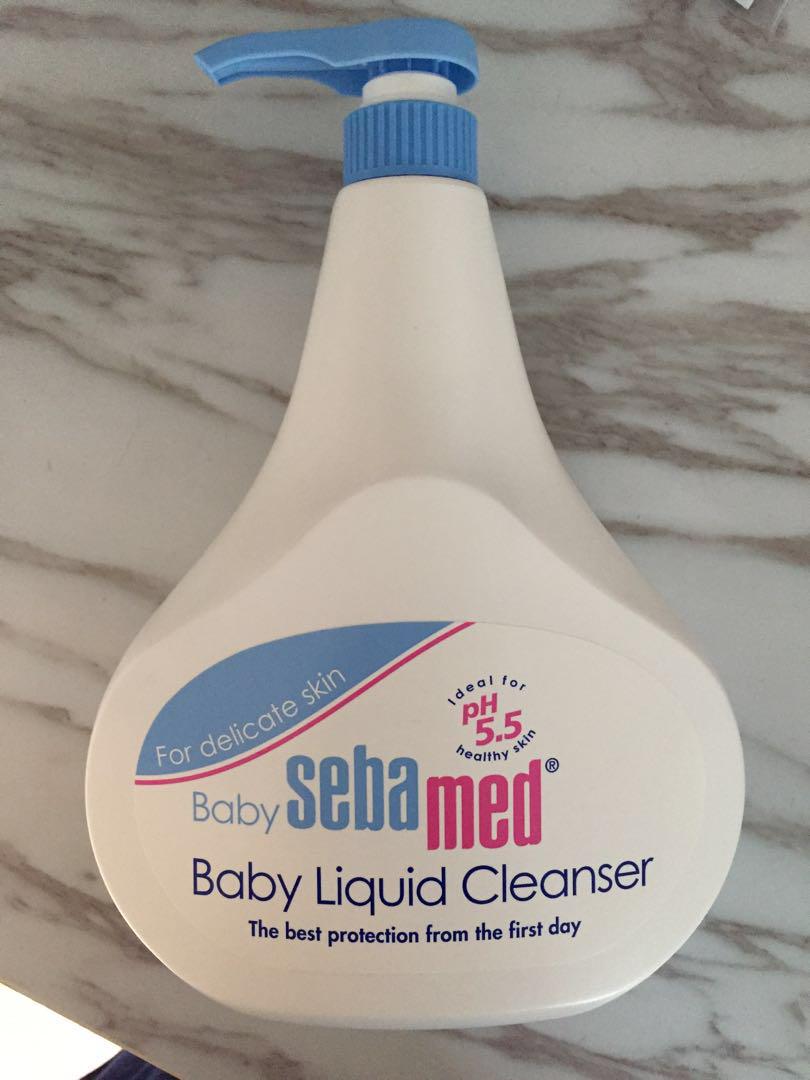 For delicate skin
Ideal for
pH
5.5
healthy skin
Baby sebamed®
Baby Liquid Cleanser
The best protection from the first day